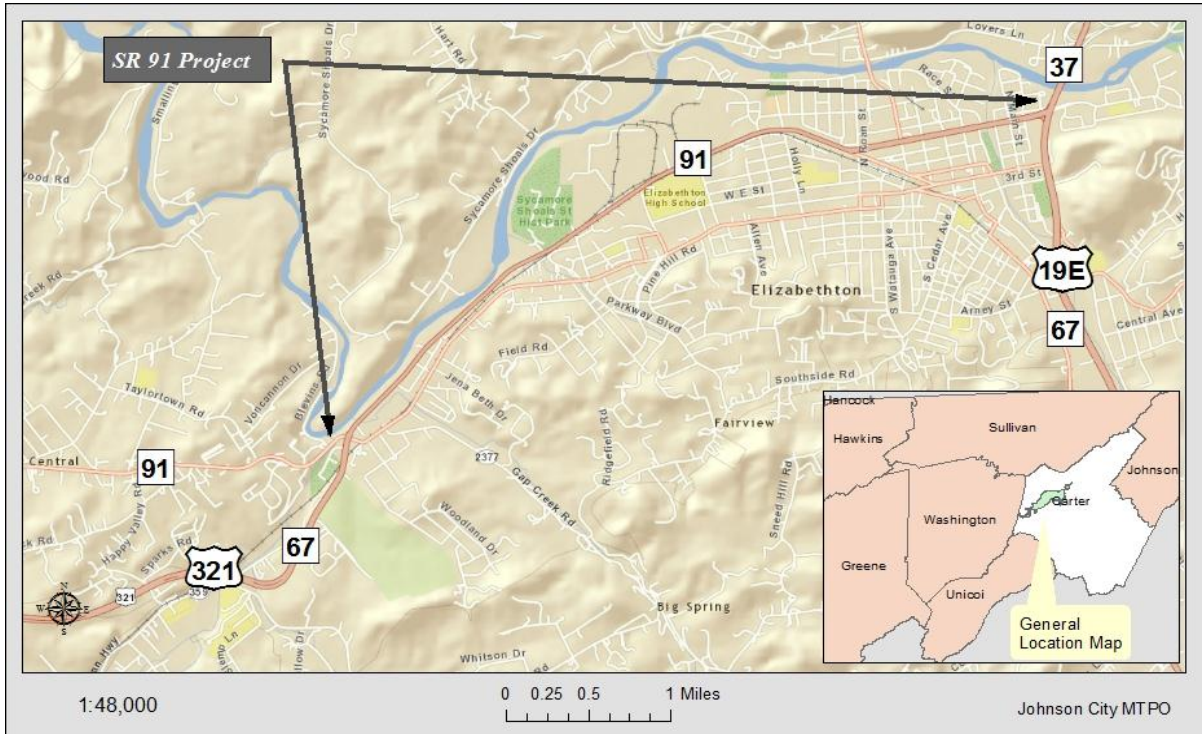 SR 91 Project
Lovers Ln
37
Hart Rd
Sycamore Shoals Dr
Race S
N Main St
N Roan St
91
Holly Ln
3rd St
Sycamore Shoals Dr
Elizabethton
High School
W E St
Sycamore
Shoals St
Hist Park
Allen Ave
Pine Hill Rd
S Watauga Ave
S Cedar Ave
19E
Elizabethton
Arney St
67
Central Ave
Parkway Blvd
Field Rd
Southside Rd
Jena Beth Dr
Voncannon Dr
Taylortown Rd
Fairview
Ridgefield Rd
Central
91
2377
Gap Creek Rd
Sneed Hill Rd
Happy Valley Rd
Woodland Dr
67
Sparks Rd
321
321
359
Big Spring
Whitson Dr
N
W
E
S
Hancock
Hawkins
Sullivan
Johnson
Carter
Washington
Greene
Unicoi
General
Location Map
1:48,000
0 0.25 0.5 1 Miles
Johnson City MTPO